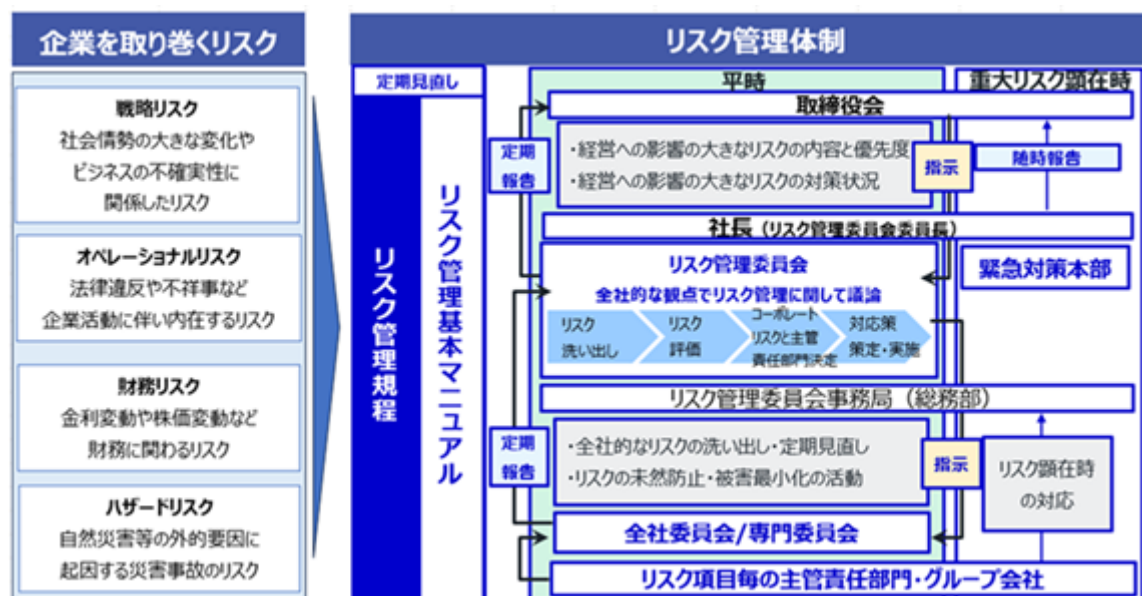 企業を取り巻くリスク
戦略リスク
社会情勢の大きな変化や
ビジネスの不確実性に
関係したリスク
オペレーショナルリスク
法律違反や不祥事など
企業活動に伴い内在するリスク
財務リスク
金利変動や株価変動など
財務に関わるリスク
ハザードリスク
自然災害等の外的要因に
起因する災害事故のリスク
リスク管理体制
定期見直し
リスク管理規程
リスク管理基本マニュアル
平時
重大リスク顕在時
取締役会
定期
報告
・経営への影響の大きなリスクの内容と優先度
・経営への影響の大きなリスクの対策状況
指示
随時報告
社長（リスク管理委員会委員長）
リスク管理委員会
全社的な観点でリスク管理に関して議論
リスク
洗い出し
リスク
評価
コーポレート
リスクと主管
責任部門決定
対応策
策定・実施
緊急対策本部
リスク管理委員会事務局（総務部）
定期
報告
・全社的なリスクの洗い出し・定期見直し
・リスクの未然防止・被害最小化の活動
指示
リスク顕在時
の対応
全社委員会/専門委員会
リスク項目毎の主管責任部門・グループ会社